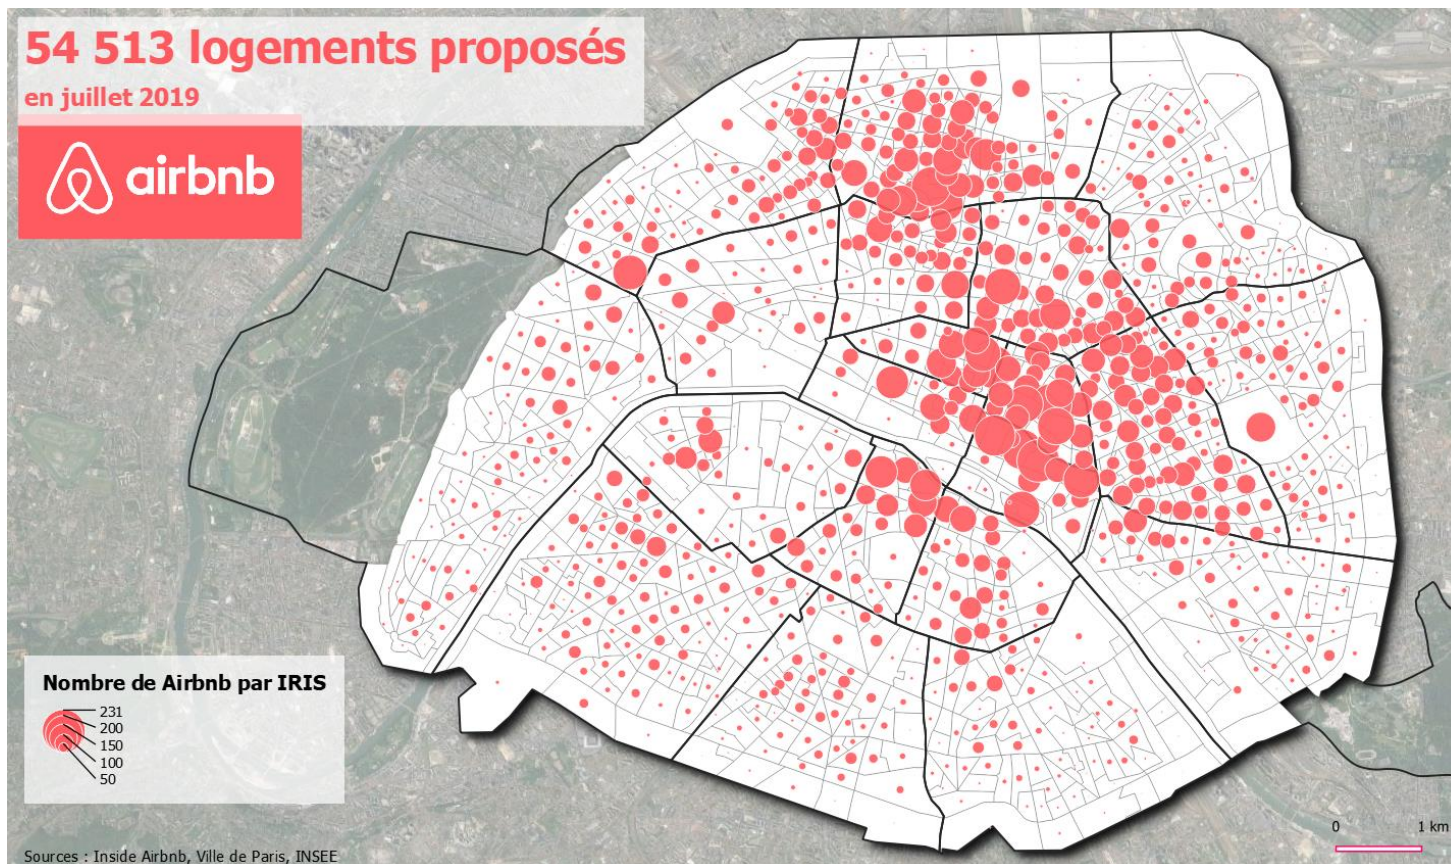 54 513 logements proposés
en juillet 2019
airbnb
Nombre de Airbnb par IRIS
231
200
150
100
50
0 1 km
Sources : Inside Airbnb, Ville de Paris, INSEE